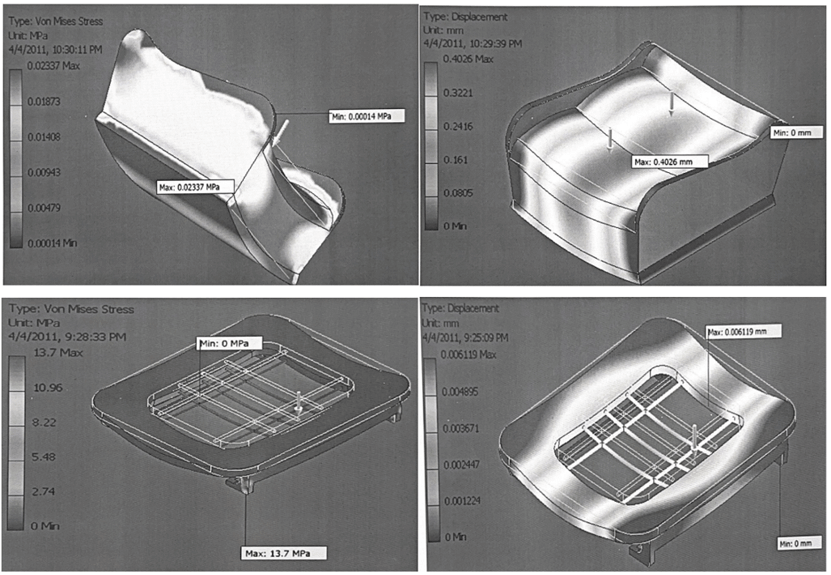 Type: Von Mises Stress
Unit: MPa
4/4/2011, 10:30:11 PM
0.02337 Max
0.01873
0.01408
0.00943
0.00479
0.00014 Min
Min: 0.00014 MPa
Max: 0.02337 MPa
Type: Displacement
Unit: mm
4/4/2011, 10:29:39 PM
0.4026 Max
0.3221
0.2416
0.161
0.0805
0 Min
Min: 0 mm
Max: 0.4026 mm
Type: Von Mises Stress
Unit: MPa
4/4/2011, 9:28:33 PM
13.7 Max
10.96
8.22
5.48
2.74
0 Min
Min: 0 MPa
Max: 13.7 MPa
Type: Displacement
Unit: mm
4/4/2011, 9:25:09 PM
0.006119 Max
0.004895
0.003671
0.002447
0.001224
0 Min
Max: 0.006119 mm
Min: 0 mm